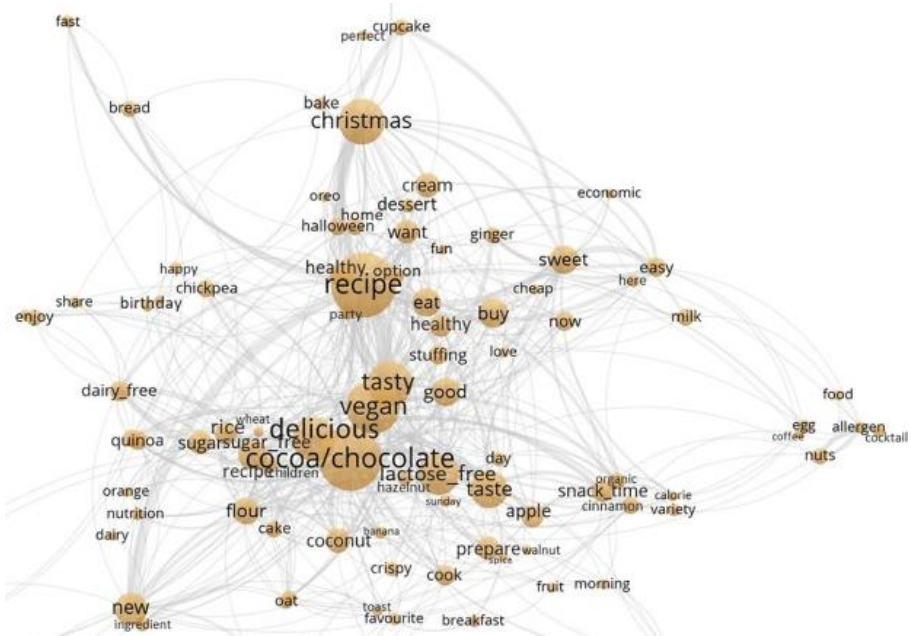 fast
cupcake
perfect
bread
bake
christmas
cream
economic
oreo
dessert
home
halloween
want
ginger
fun
sweet
healthy
option
happy
easy
here
recipe
chickpea
cheap
share
birthday
eat
enjoy
party
healthy
buy
now
milk
love
stuffing
tasty
dairy_free
good
food
vegan
wheat
rice
delicious
egg
allergen
quinoa
sugar
sugar_free
coffee
cocktail
cocoa/chocolate
day
nuts
recipe
children
lactose_free
hazelnut
organic
orange
taste
snack_time
calorie
sunday
cinnamon
variety
nutrition
flour
apple
cake
dairy
banana
coconut
prepare
walnut
spice
crispy
cook
fruit
morning
oat
new
toast
ingredient
favourite
breakfast